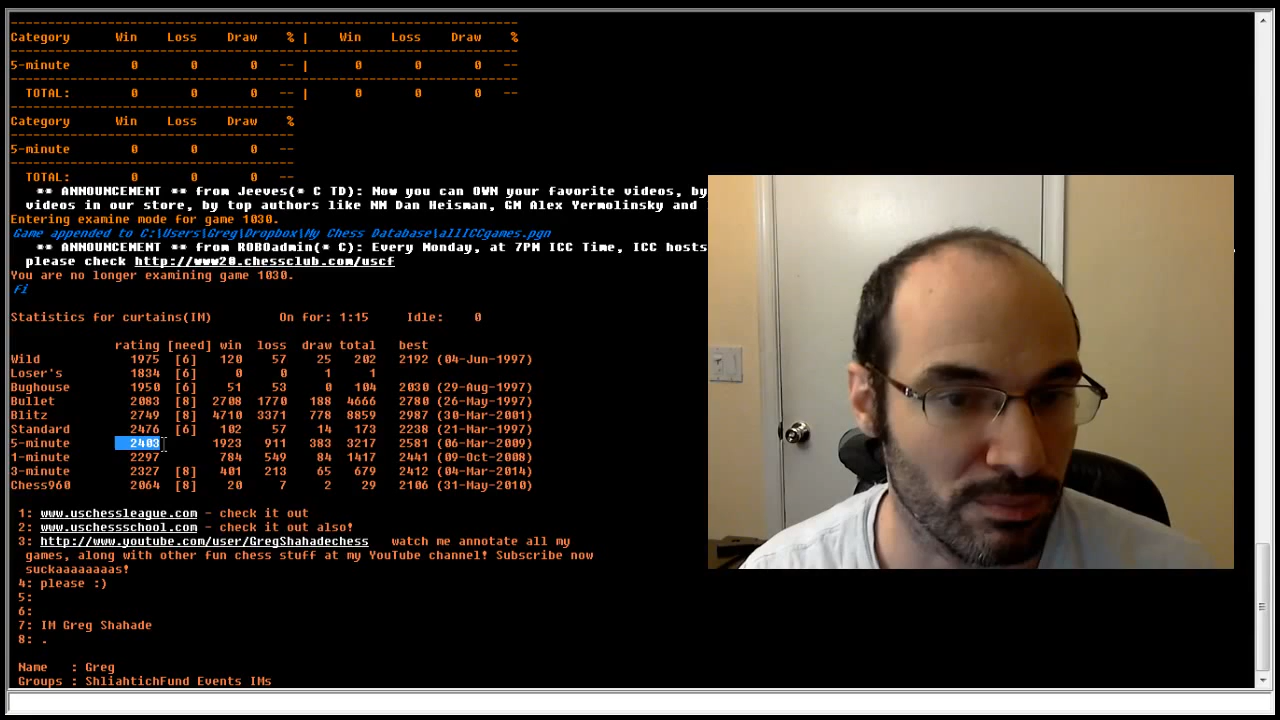 Category Win Loss Draw % | Win Loss Draw %
5-minute 0 0 0 -- | 0 0 0 --
TOTAL: 0 0 0 -- | 0 0 0 --
Category Win Loss Draw %
5-minute 0 0 0 --
TOTAL: 0 0 0 --
** ANNOUNCEMENT ** from Jeeves(* C TD): Now you can OWN your favorite videos, by
videos in our store, by top authors like NM Dan Heisman, GM Alex Yermolinsky and
Entering examine mode for game 1030.
Game appended to C:\Users\Greg\Dropbox\My Chess Database\allICCgames.pgn
** ANNOUNCEMENT ** from ROBOadmin(* C): Every Monday, at 7PM ICC Time, ICC hosts
please check http://www20.chessclub.com/uscf
You are no longer examining game 1030.
fi
Statistics for curtains(IM) On for: 1:15 Idle: 0
rating [need] win loss draw total best
Wild 1975 [6] 120 57 25 202 2192 (04-Jun-1997)
Loser's 1834 [6] 0 0 1 1
Bughouse 1950 [6] 51 53 0 104 2030 (29-Aug-1997)
Bullet 2083 [8] 2708 1770 188 4666 2780 (26-May-1997)
Blitz 2749 [8] 4710 3371 778 8859 2987 (30-Mar-2001)
Standard 2476 [6] 102 57 14 173 2238 (21-Mar-1997)
5-minute 2403 1923 911 383 3217 2581 (06-Mar-2009)
1-minute 2297 784 549 84 1417 2441 (09-Oct-2008)
3-minute 2327 [8] 401 213 65 679 2412 (04-Mar-2014)
Chess960 2064 [8] 20 7 2 29 2106 (31-May-2010)
1: www.uschessleague.com - check it out
2: www.uschessschool.com - check it out also!
3: http://www.youtube.com/user/GregShahadechess watch me annotate all my
games, along with other fun chess stuff at my YouTube channel! Subscribe now
suckaaaaaaaas!
4: please :)
5:
6:
7: IM Greg Shahade
8: .
Name : Greg
Groups : ShliahtichFund Events IMs